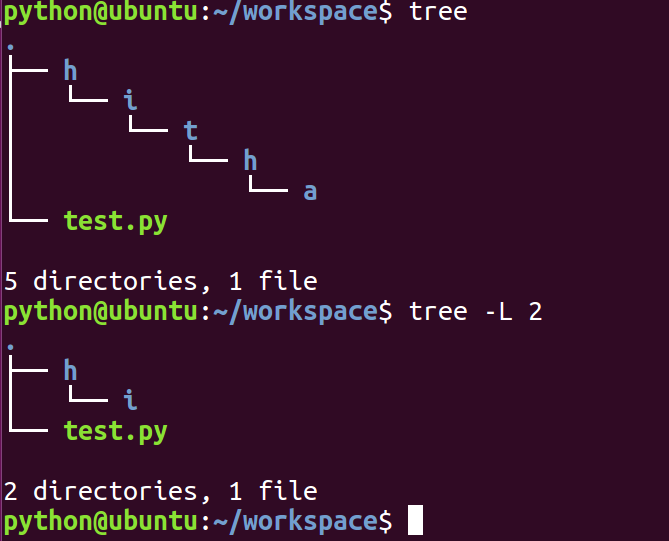 python@ubuntu:~/workspace$ tree
.
├── h
│   └── i
│       └── t
│           └── h
│               └── a
└── test.py
5 directories, 1 file
python@ubuntu:~/workspace$ tree -L 2
.
├── h
│   └── i
└── test.py
2 directories, 1 file
python@ubuntu:~/workspace$